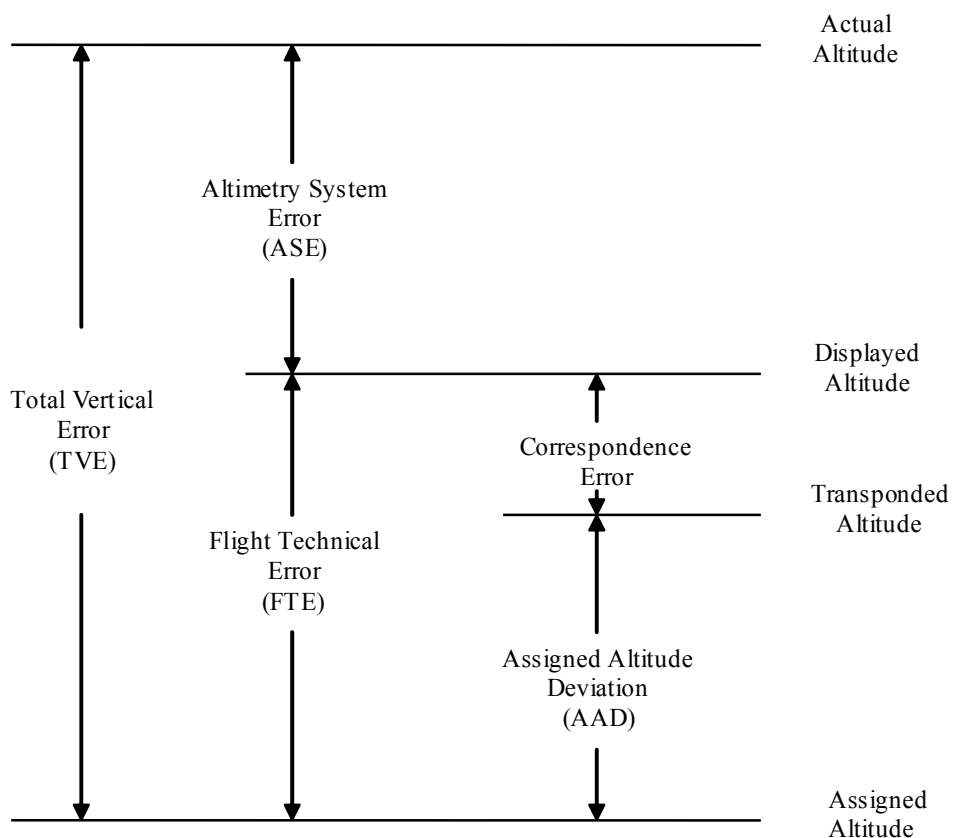 Actual
Altitude
Altimetry System
Error
(ASE)
Displayed
Altitude
Total Vertical
Error
(TVE)
Correspondence
Error
Transponded
Altitude
Flight Technical
Error
(FTE)
Assigned Altitude
Deviation
(AAD)
Assigned
Altitude